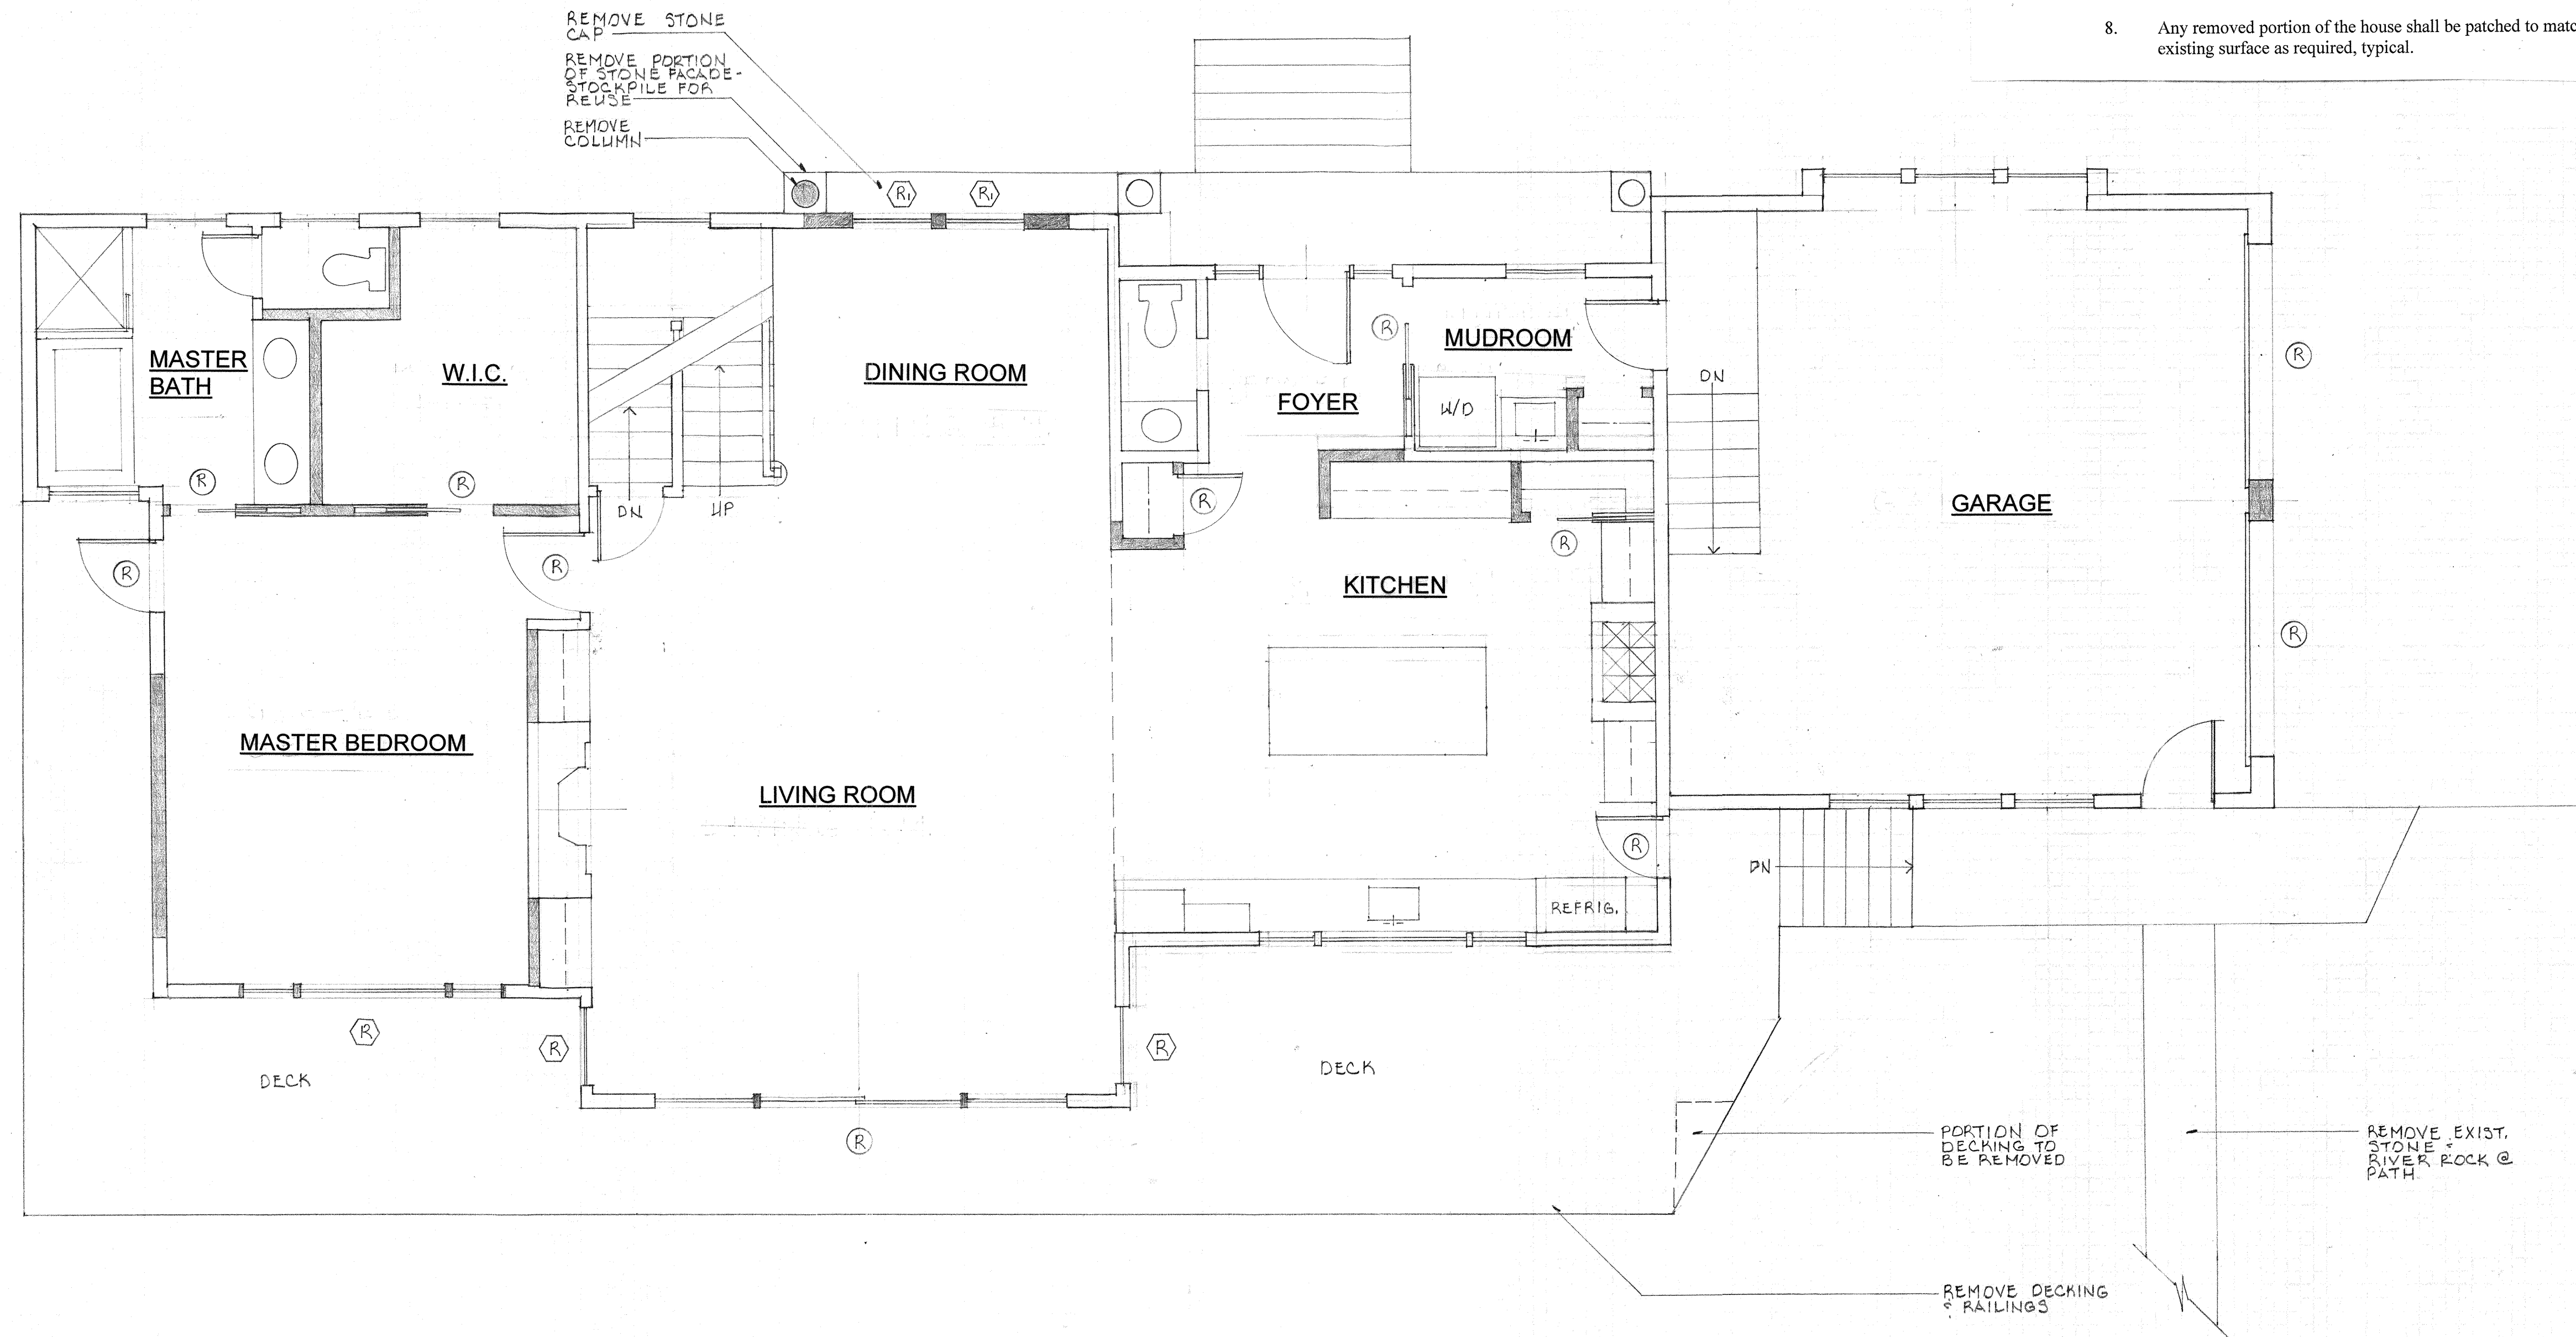 REMOVE STONE
CAP
REMOVE PORTION
OF STONE FACADE-
STOCKPILE FOR
REUSE
REMOVE
COLUMN
8. Any removed portion of the house shall be patched to matc
existing surface as required, typical.
R1
R1
MASTER
BATH
W.I.C.
DINING ROOM
FOYER
MUDROOM
W/D
R
R
DN
R
R
DN
UP
R
GARAGE
R
R
R
KITCHEN
R
MASTER BEDROOM
LIVING ROOM
R
DN
REFRIG.
R
R
R
DECK
DECK
R
PORTION OF
DECKING TO
BE REMOVED
REMOVE EXIST.
STONE &
RIVER ROCK @
PATH.
REMOVE DECKING
& RAILINGS